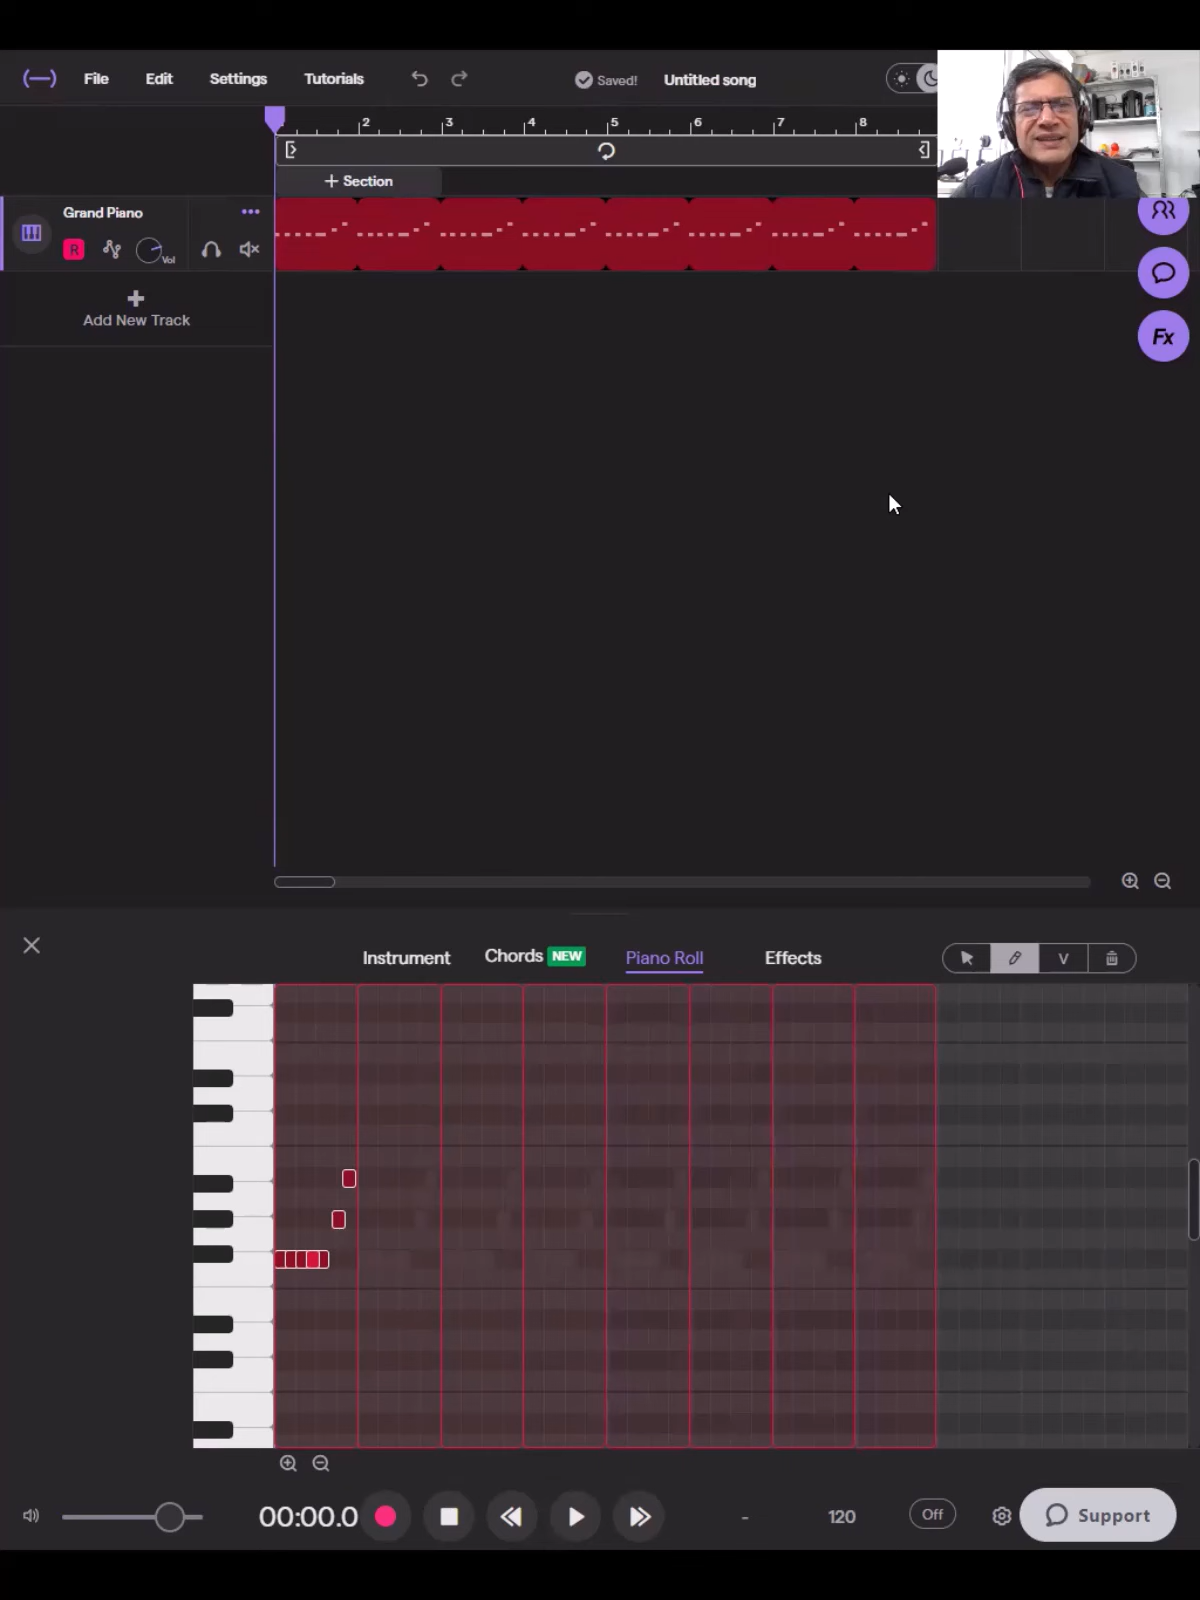 File Edit Settings Tutorials Saved! Untitled song
2 3 4 5 6 7 8
+ Section
Grand Piano
R Vol
Add New Track
Fx
Instrument Chords NEW Piano Roll Effects V
00:00.0 - 120 Off Support